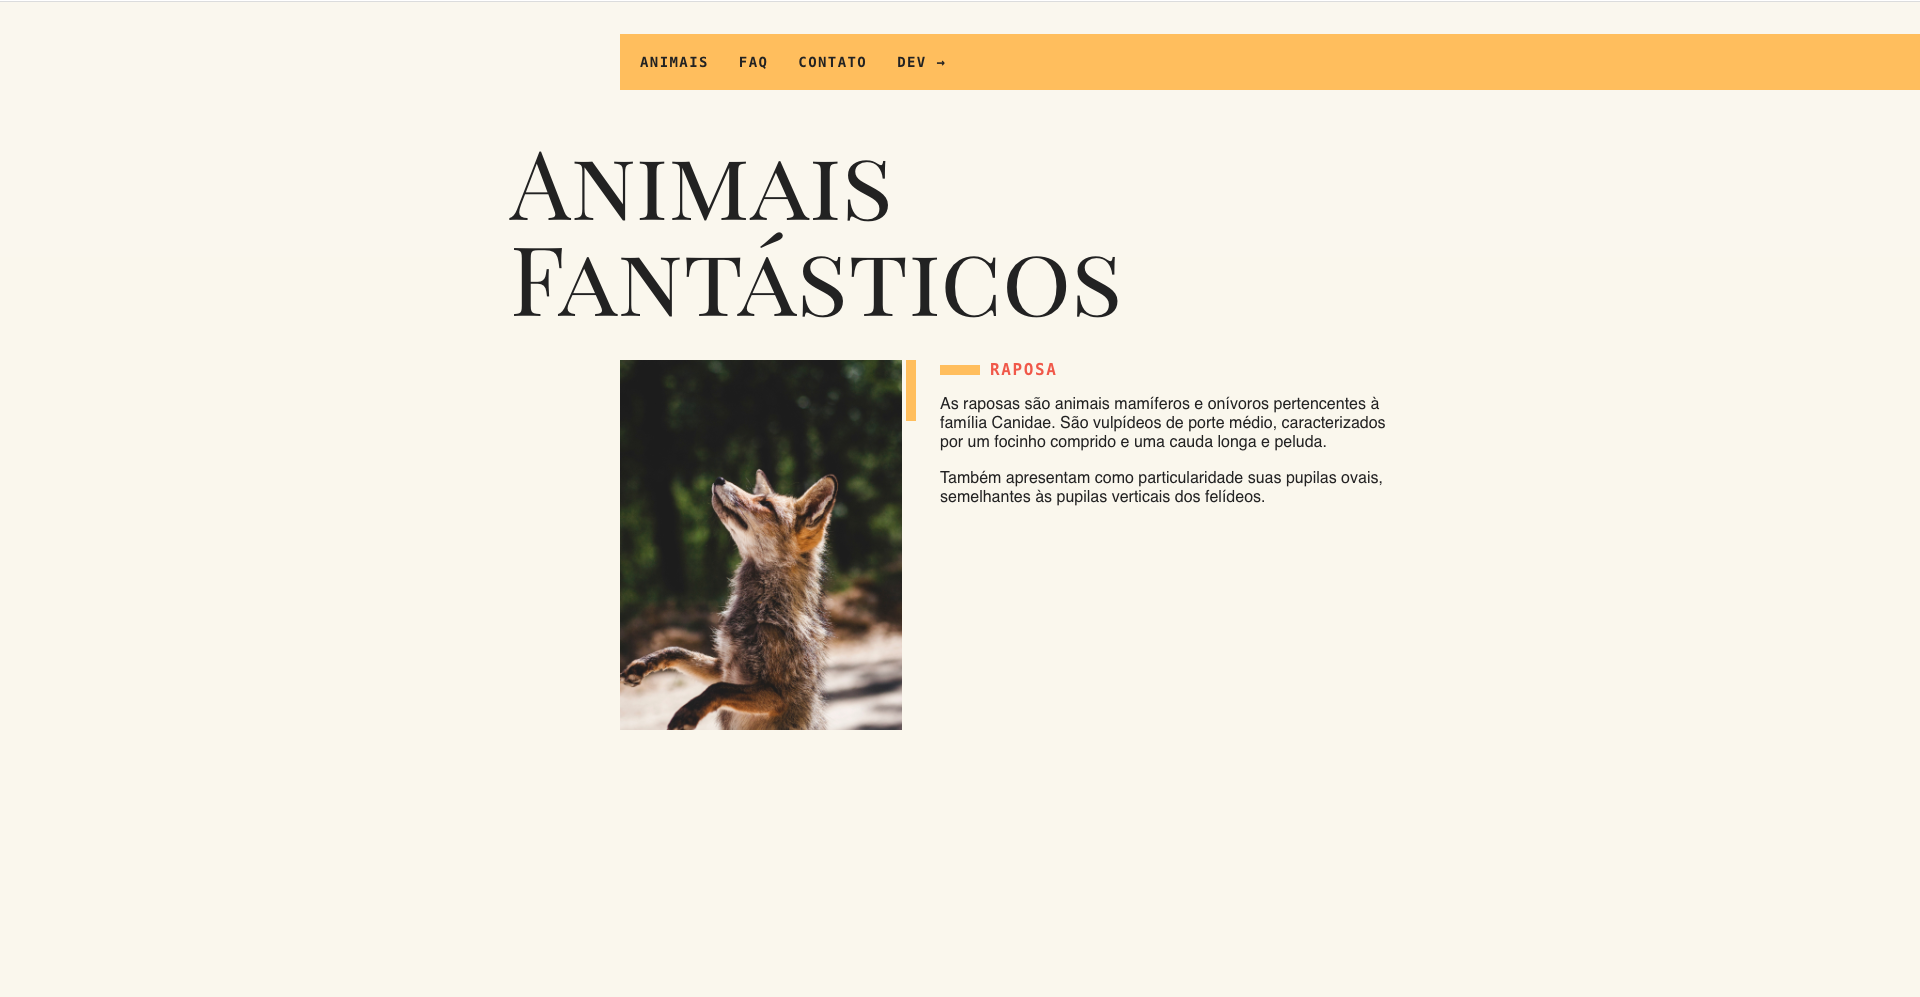 ANIMAIS FAQ CONTATO DEV →
Animais
Fantásticos
RAPOSA
As raposas são animais mamíferos e onívoros pertencentes à
família Canidae. São vulpídeos de porte médio, caracterizados
por um focinho comprido e uma cauda longa e peluda.
Também apresentam como particularidade suas pupilas ovais,
semelhantes às pupilas verticais dos felídeos.